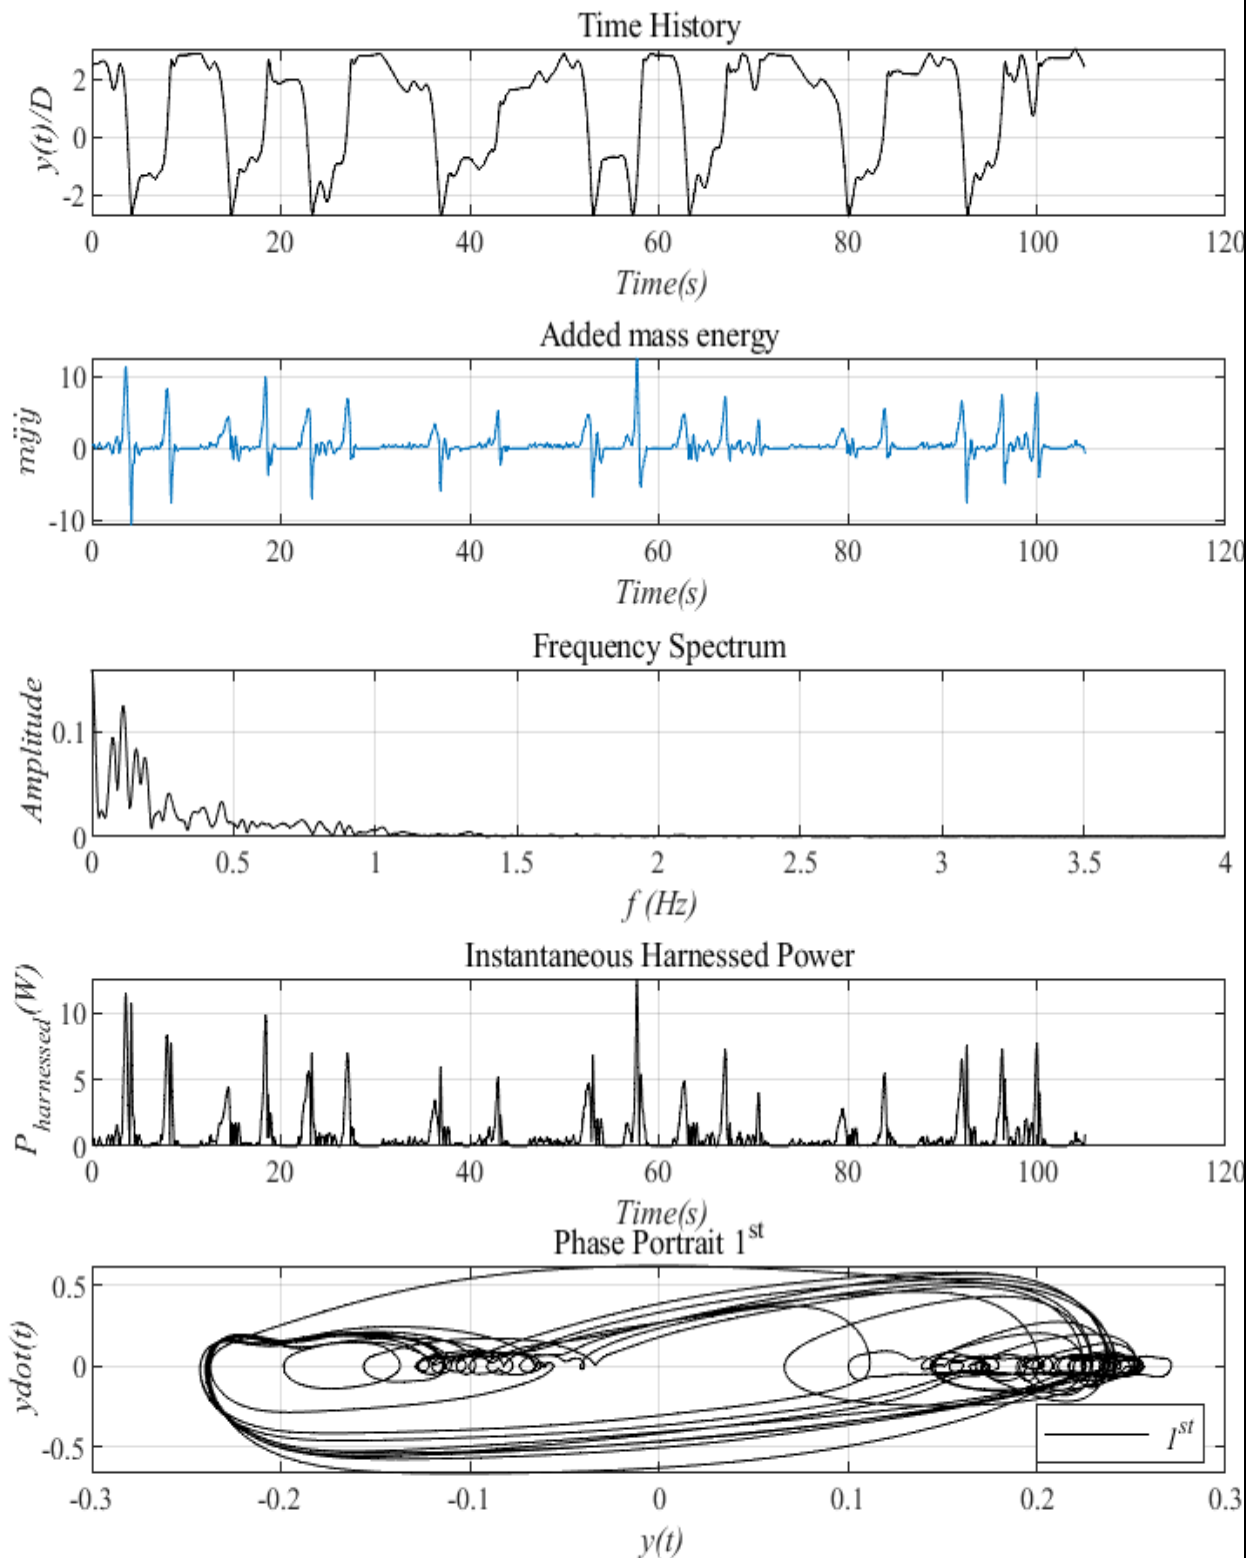 Time History
y(t)/D
2
0
-2
0 20 40 60 80 100 120
Time(s)
Added mass energy
mÿẏ
10
0
-10
0 20 40 60 80 100 120
Time(s)
Frequency Spectrum
Amplitude
0.1
0
0 0.5 1 1.5 2 2.5 3 3.5 4
f (Hz)
Instantaneous Harnessed Power
P harnessed (W)
10
5
0
0 20 40 60 80 100 120
Time(s)
Phase Portrait 1st
ydot(t)
0.5
0
-0.5
1st
-0.3 -0.2 -0.1 0 0.1 0.2 0.3
y(t)